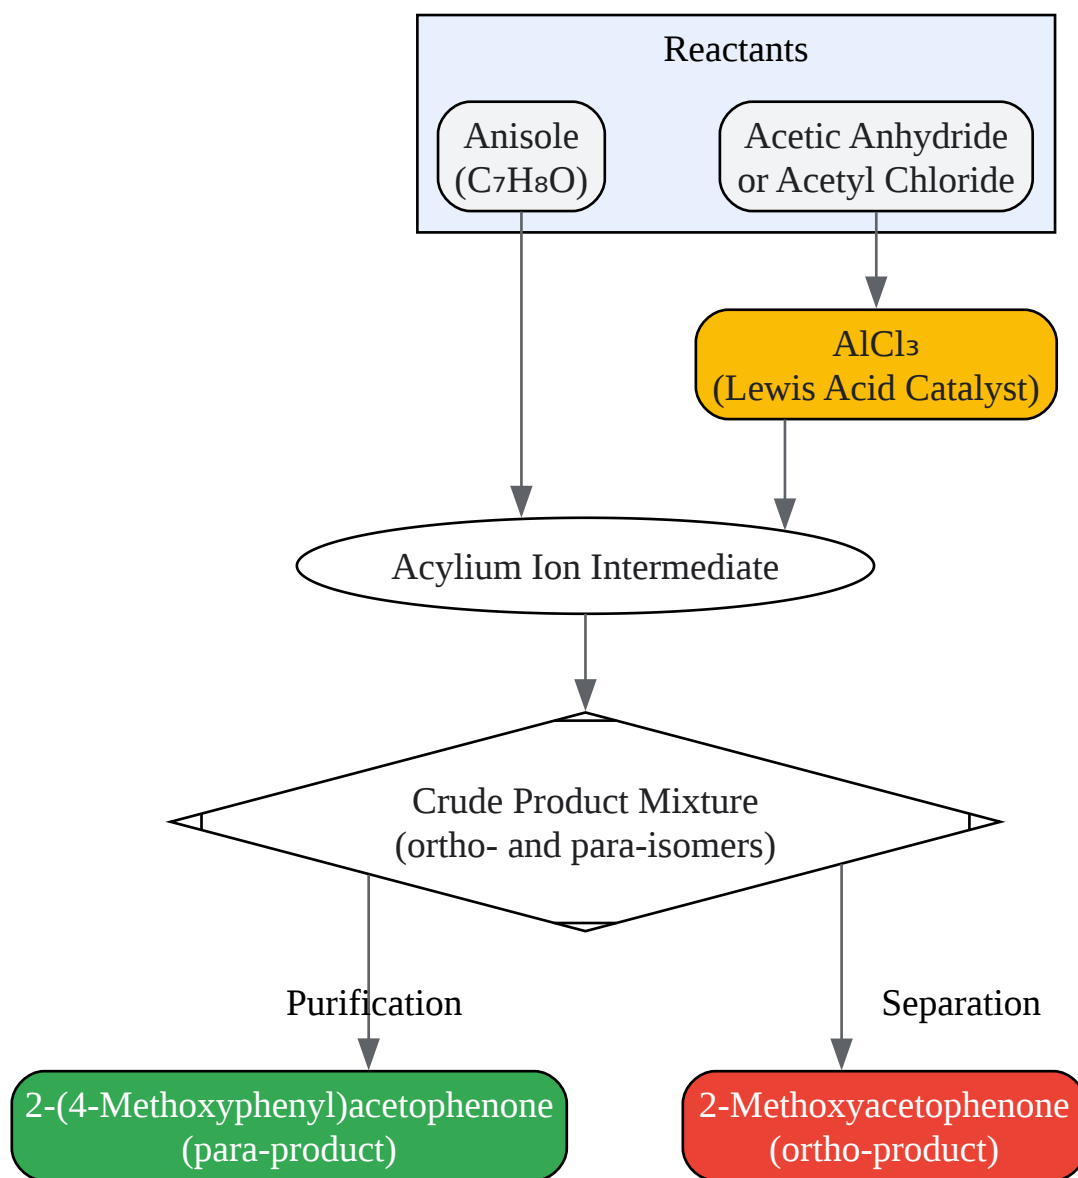 Reactants
Anisole
(C₇H₈O)
Acetic Anhydride
or Acetyl Chloride
AlCl₃
(Lewis Acid Catalyst)
Acylium Ion Intermediate
Crude Product Mixture
(ortho- and para-isomers)
Purification
Separation
2-(4-Methoxyphenyl)acetophenone
(para-product)
2-Methoxyacetophenone
(ortho-product)